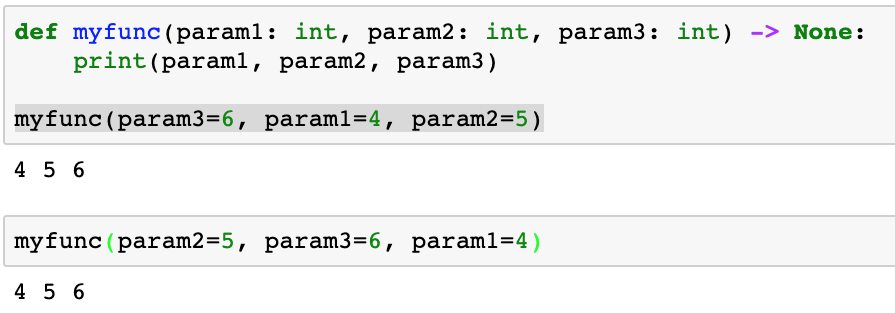 def myfunc(param1: int, param2: int, param3: int) -> None:
    print(param1, param2, param3)
myfunc(param3=6, param1=4, param2=5)
4 5 6
myfunc(param2=5, param3=6, param1=4)
4 5 6